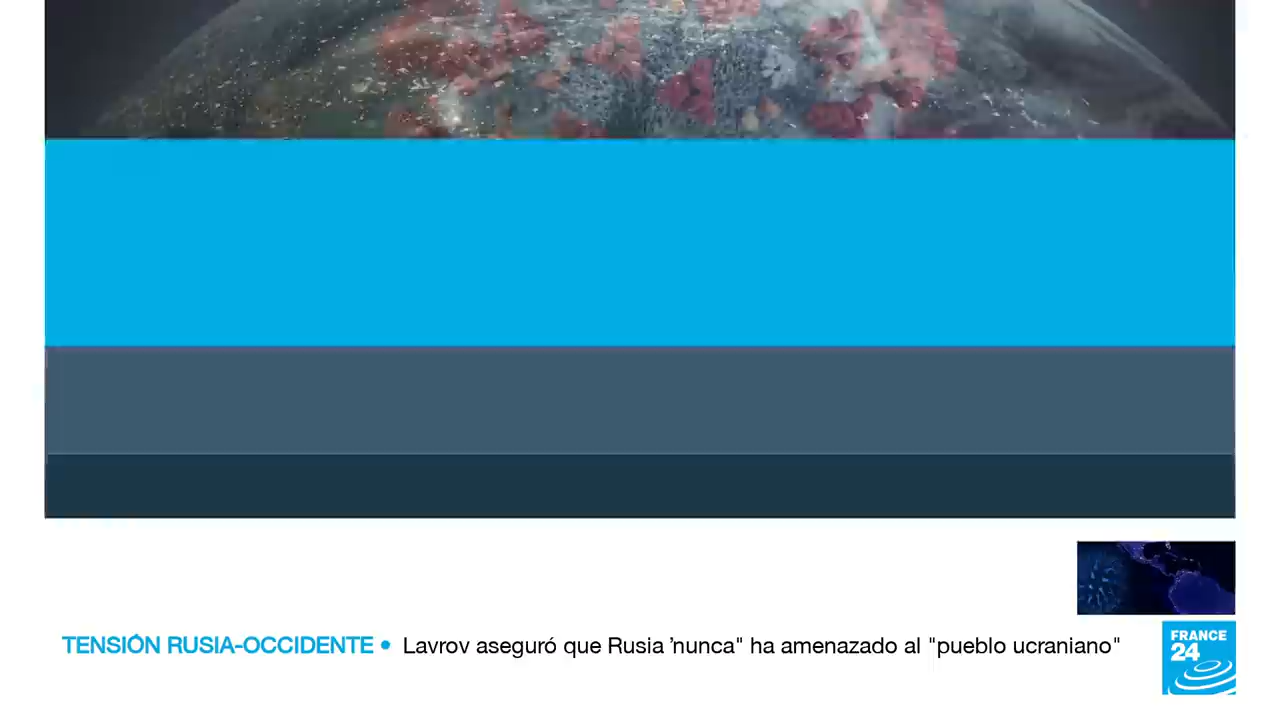 TENSIÓN RUSIA-OCCIDENTE • Lavrov aseguró que Rusia 'nunca" ha amenazado al "pueblo ucraniano"
FRANCE
24